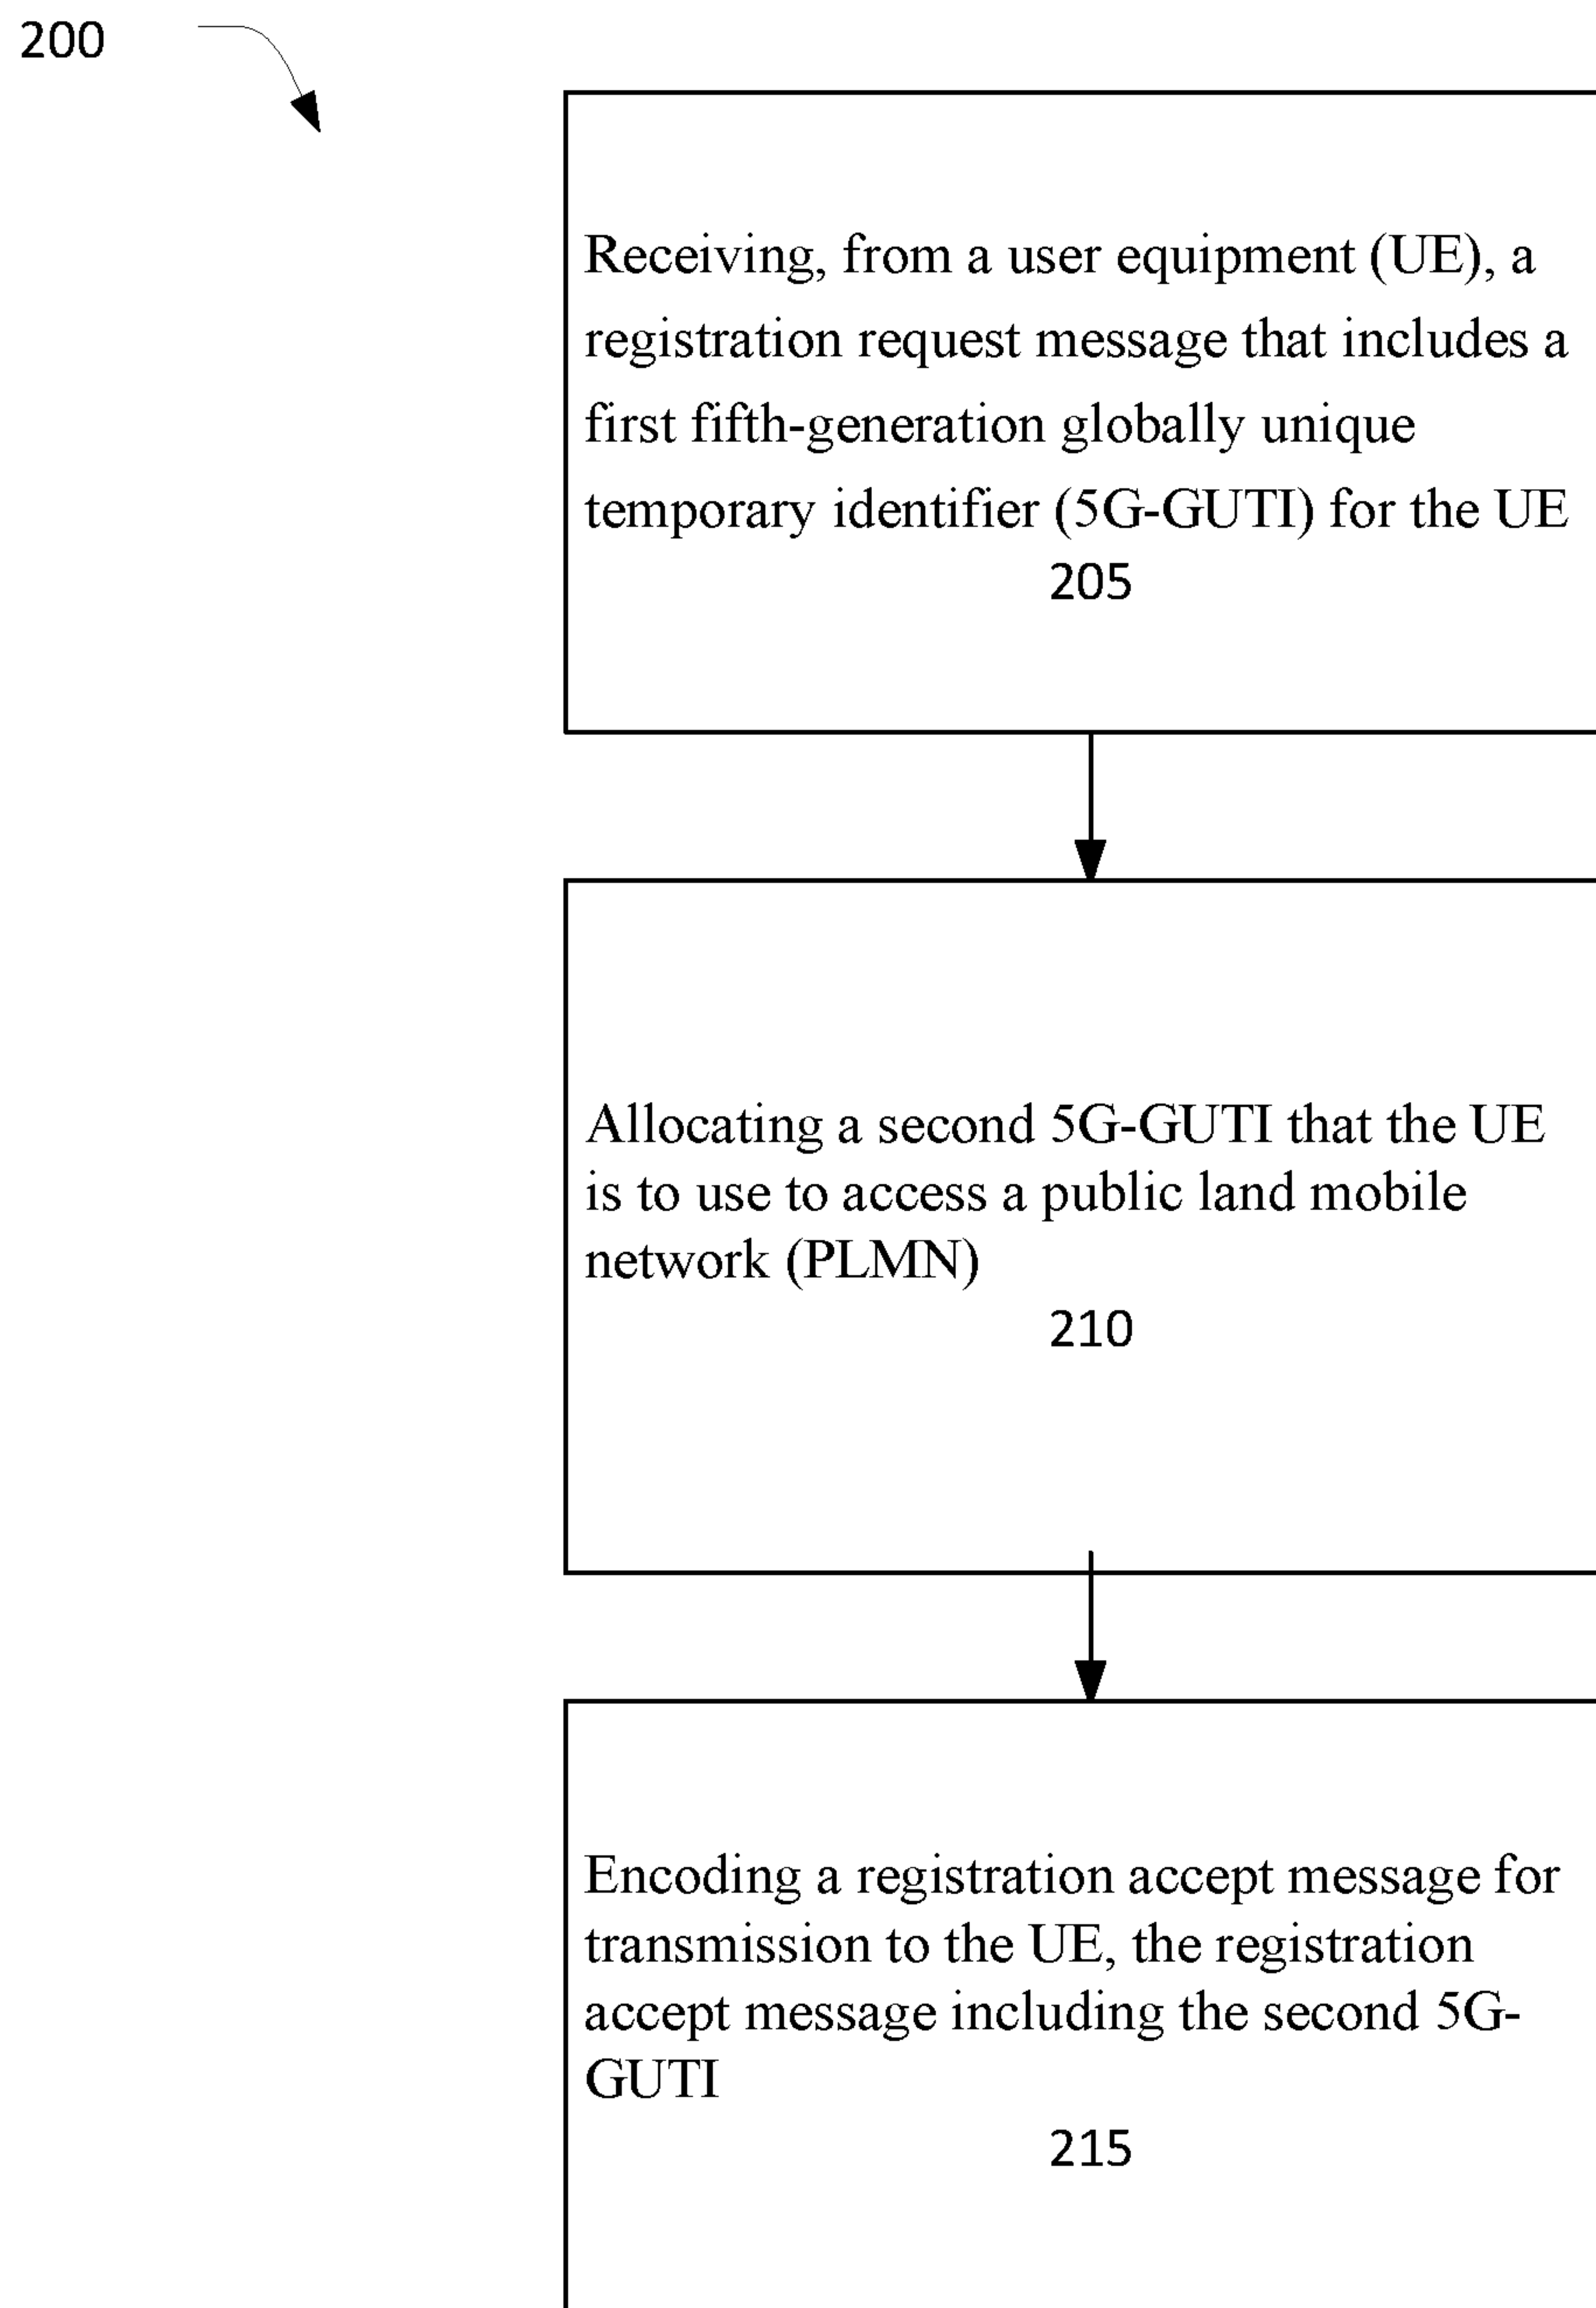 200
Receiving, from a user equipment (UE), a
registration request message that includes a
first fifth-generation globally unique
temporary identifier (5G-GUTI) for the UE
205
Allocating a second 5G-GUTI that the UE
is to use to access a public land mobile
network (PLMN)
210
Encoding a registration accept message for
transmission to the UE, the registration
accept message including the second 5G-
GUTI
215